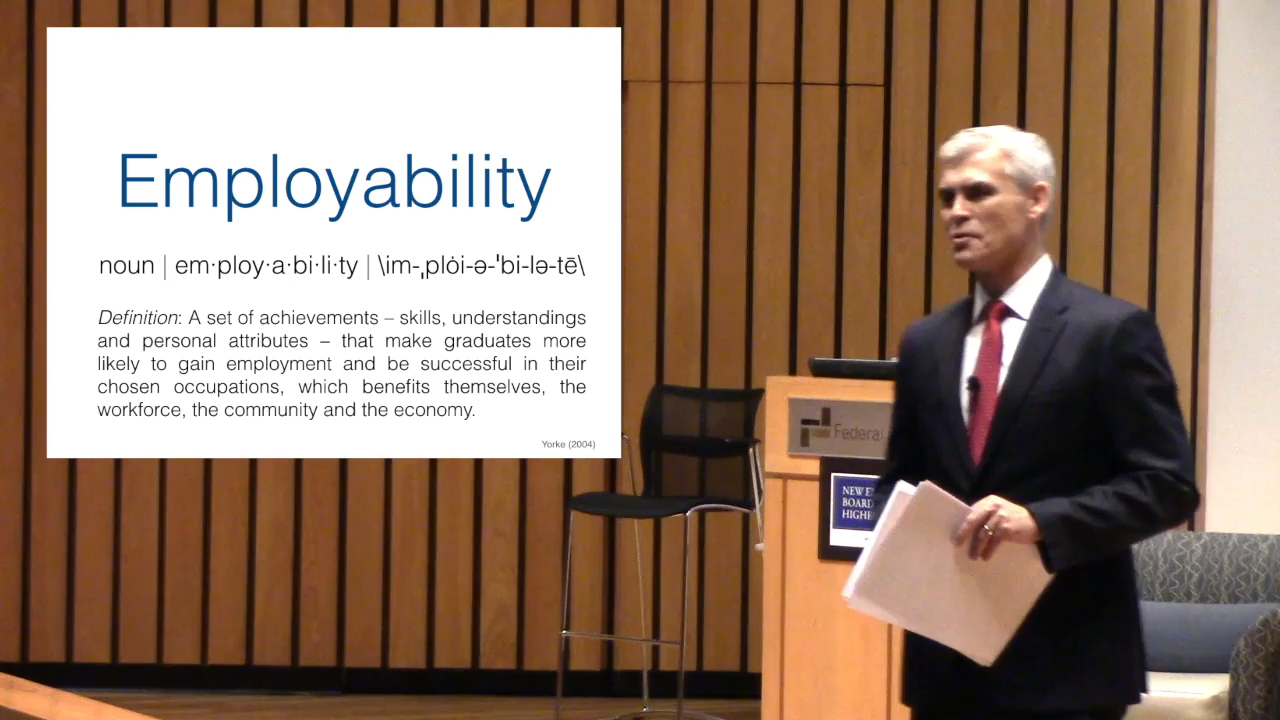 Employability
noun | em·ploy·a·bi·li·ty | \im-ˌplȯi-ə-ˈbi-lə-tē\
Definition: A set of achievements – skills, understandings
and personal attributes – that make graduates more
likely to gain employment and be successful in their
chosen occupations, which benefits themselves, the
workforce, the community and the economy.
Yorke (2004)
Federal
NEW
BOARD